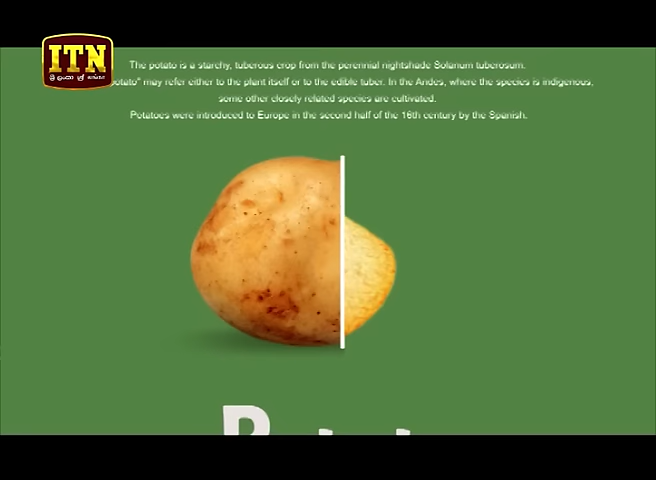 ITN
ශ්‍රී ලංකා
The potato is a starchy, tuberous crop from the perennial nightshade Solanum tuberosum.
potato" may refer either to the plant itself or to the edible tuber. In the Andes, where the species is indigenous,
some other closely related species are cultivated.
Potatoes were introduced to Europe in the second half of the 16th century by the Spanish.